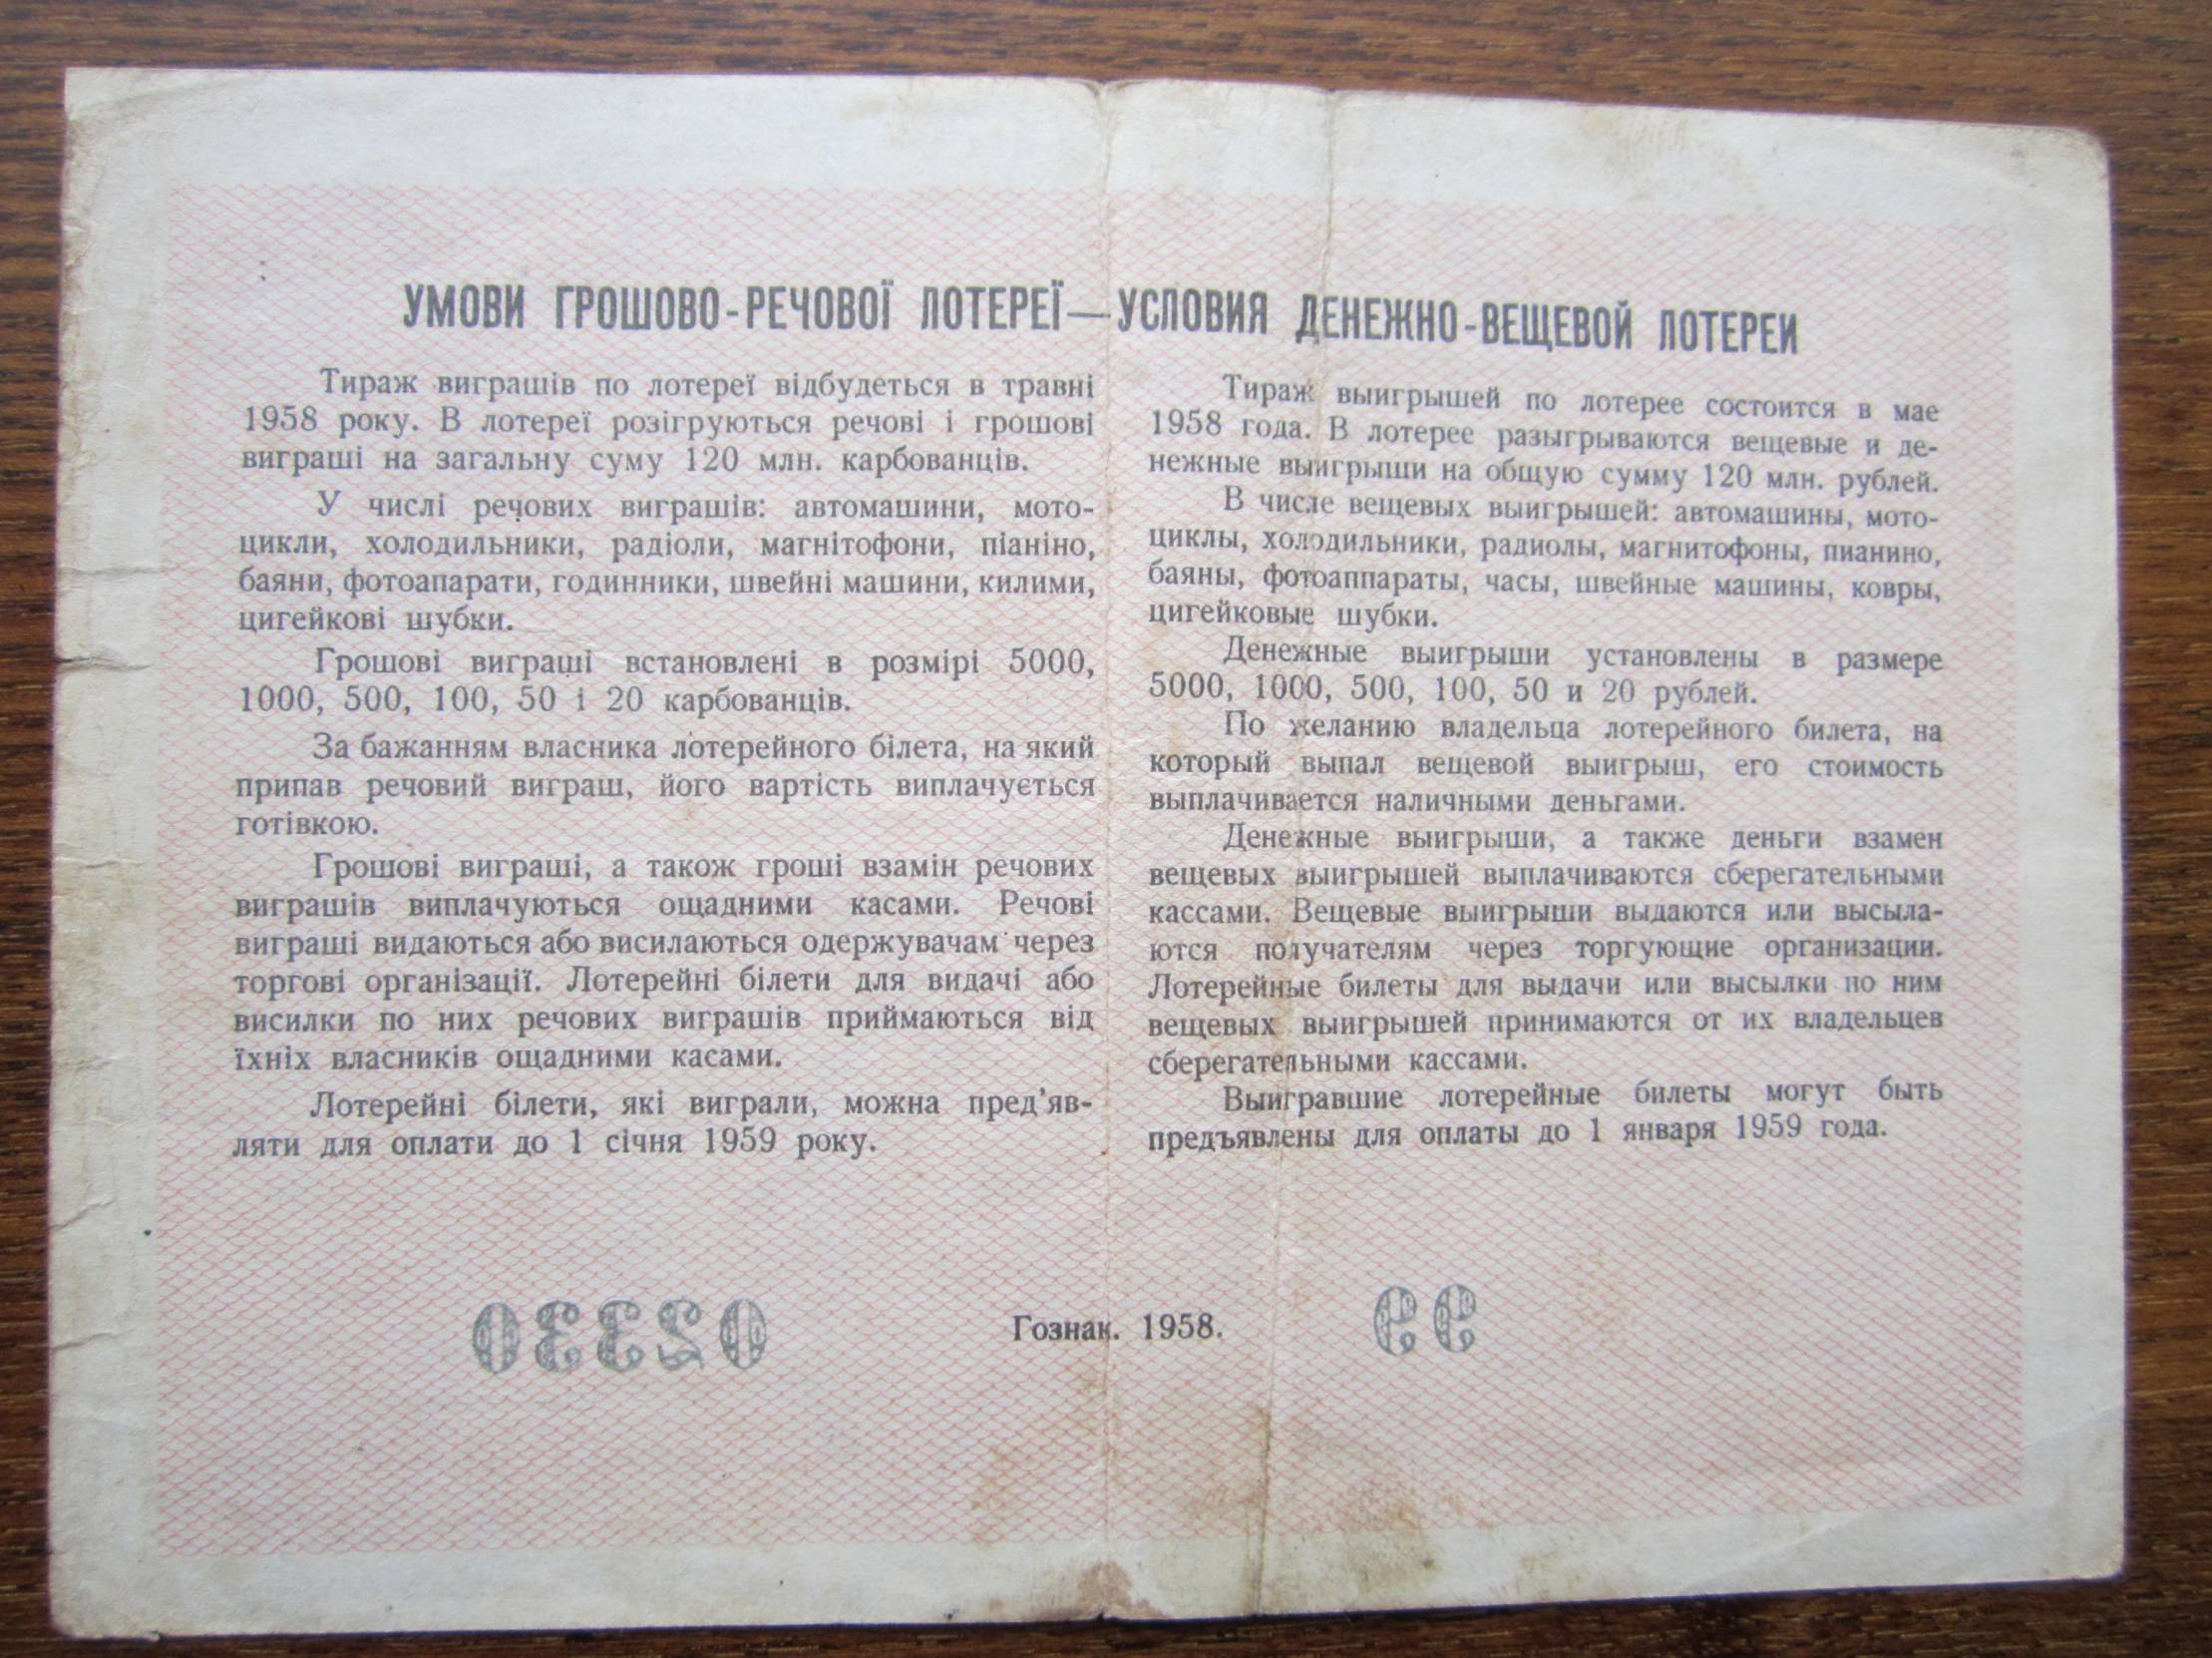 УМОВИ ГРОШОВО-РЕЧОВОЇ ЛОТЕРЕЇ—УСЛОВИЯ ДЕНЕЖНО-ВЕЩЕВОЙ ЛОТЕРЕИ
Тираж виграшів по лотереї відбудеться в травні
1958 року. В лотереї розігруються речові і грошові
виграші на загальну суму 120 млн. карбованців.
У числі речових виграшів: автомашини, мото-
цикли, холодильники, радіоли, магнітофони, піаніно,
баяни, фотоапарати, годинники, швейні машини, килими,
цигейкові шубки.
Грошові виграші встановлені в розмірі 5000,
1000, 500, 100, 50 і 20 карбованців.
За бажанням власника лотерейного білета, на який
припав речовий виграш, його вартість виплачується
готівкою.
Грошові виграші, а також гроші взамін речових
виграшів виплачуються ощадними касами. Речові
виграші видаються або висилаються одержувачам через
торгові організації. Лотерейні білети для видачі або
висилки по них речових виграшів приймаються від
їхніх власників ощадними касами.
Лотерейні білети, які виграли, можна пред'яв-
ляти для оплати до 1 січня 1959 року.
Тираж выигрышей по лотерее состоится в мае
1958 года. В лотерее разыгрываются вещевые и де-
нежные выигрыши на общую сумму 120 млн. рублей.
В числе вещевых выигрышей: автомашины, мото-
циклы, холодильники, радиолы, магнитофоны, пианино,
баяны, фотоаппараты, часы, швейные машины, ковры,
цигейковые шубки.
Денежные выигрыши установлены в размере
5000, 1000, 500, 100, 50 и 20 рублей.
По желанию владельца лотерейного билета, на
который выпал вещевой выигрыш, его стоимость
выплачивается наличными деньгами.
Денежные выигрыши, а также деньги взамен
вещевых выигрышей выплачиваются сберегательными
кассами. Вещевые выигрыши выдаются или высыла-
ются получателям через торгующие организации.
Лотерейные билеты для выдачи или высылки по ним
вещевых выигрышей принимаются от их владельцев
сберегательными кассами.
Выигравшие лотерейные билеты могут быть
предъявлены для оплаты до 1 января 1959 года.
02330
Гознак. 1958.
99